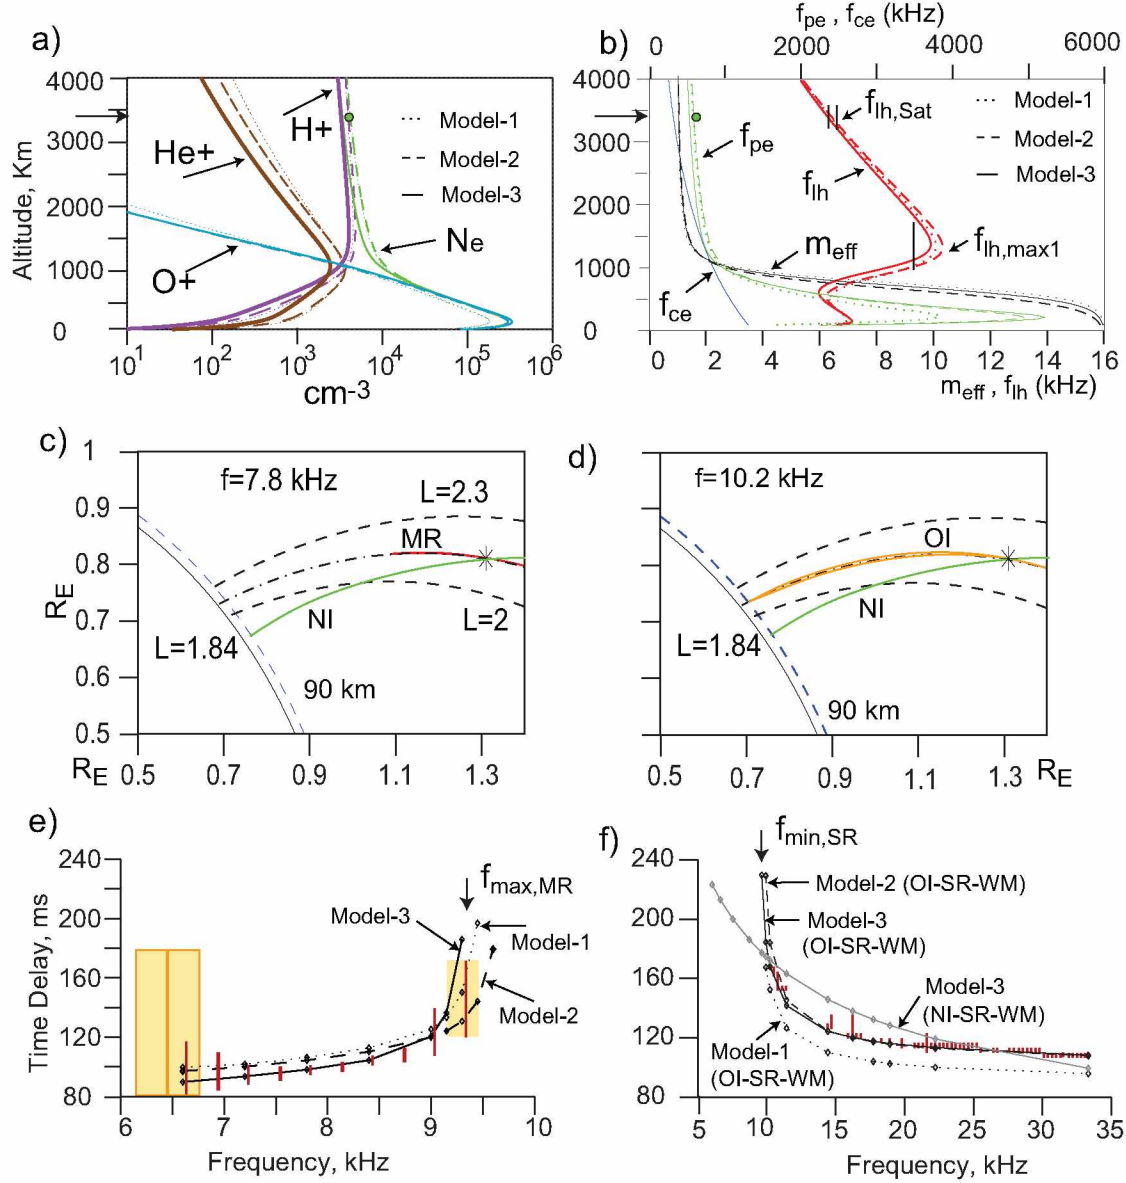 a)
4000
3000
2000
1000
0
Altitude, Km
He+
H+
O+
Ne
Model-1
Model-2
Model-3
10^1 10^2 10^3 10^4 10^5 10^6
cm-3
fpe , fce (kHz)
0 2000 4000 6000
b)
4000
3000
2000
1000
0
flh,Sat
fpe
flh
meff
flh,max1
fce
Model-1
Model-2
Model-3
0 2 4 6 8 10 12 14 16
meff , flh (kHz)
c)
1
0.9
0.8
0.7
0.6
0.5
RE
f=7.8 kHz
L=2.3
MR
NI
L=2
L=1.84
90 km
RE 0.5 0.7 0.9 1.1 1.3
d)
f=10.2 kHz
OI
NI
L=1.84
90 km
0.5 0.7 0.9 1.1 1.3 RE
e)
240
200
160
120
80
Time Delay, ms
fmax,MR
Model-3
Model-1
Model-2
6 7 8 9 10
Frequency, kHz
f)
240
200
160
120
80
fmin,SR
Model-2 (OI-SR-WM)
Model-3
(OI-SR-WM)
Model-3
(NI-SR-WM)
Model-1
(OI-SR-WM)
5 10 15 20 25 30 35
Frequency, kHz